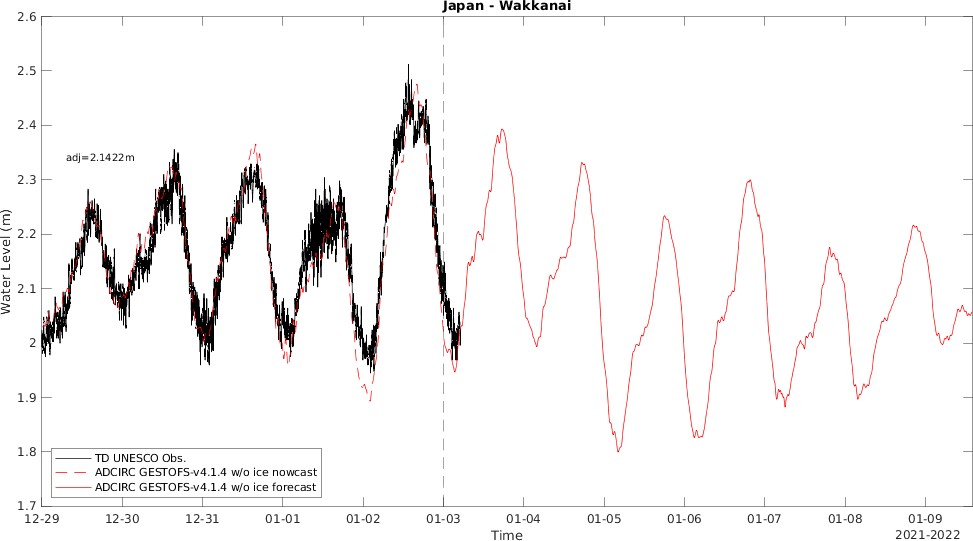 Japan - Wakkanai
Water Level (m)
2.6
2.5
2.4
2.3
2.2
2.1
2
1.9
1.8
1.7
adj=2.1422m
TD UNESCO Obs.
ADCIRC GESTOFS-v4.1.4 w/o ice nowcast
ADCIRC GESTOFS-v4.1.4 w/o ice forecast
12-29 12-30 12-31 01-01 01-02 01-03 01-04 01-05 01-06 01-07 01-08 01-09
Time
2021-2022